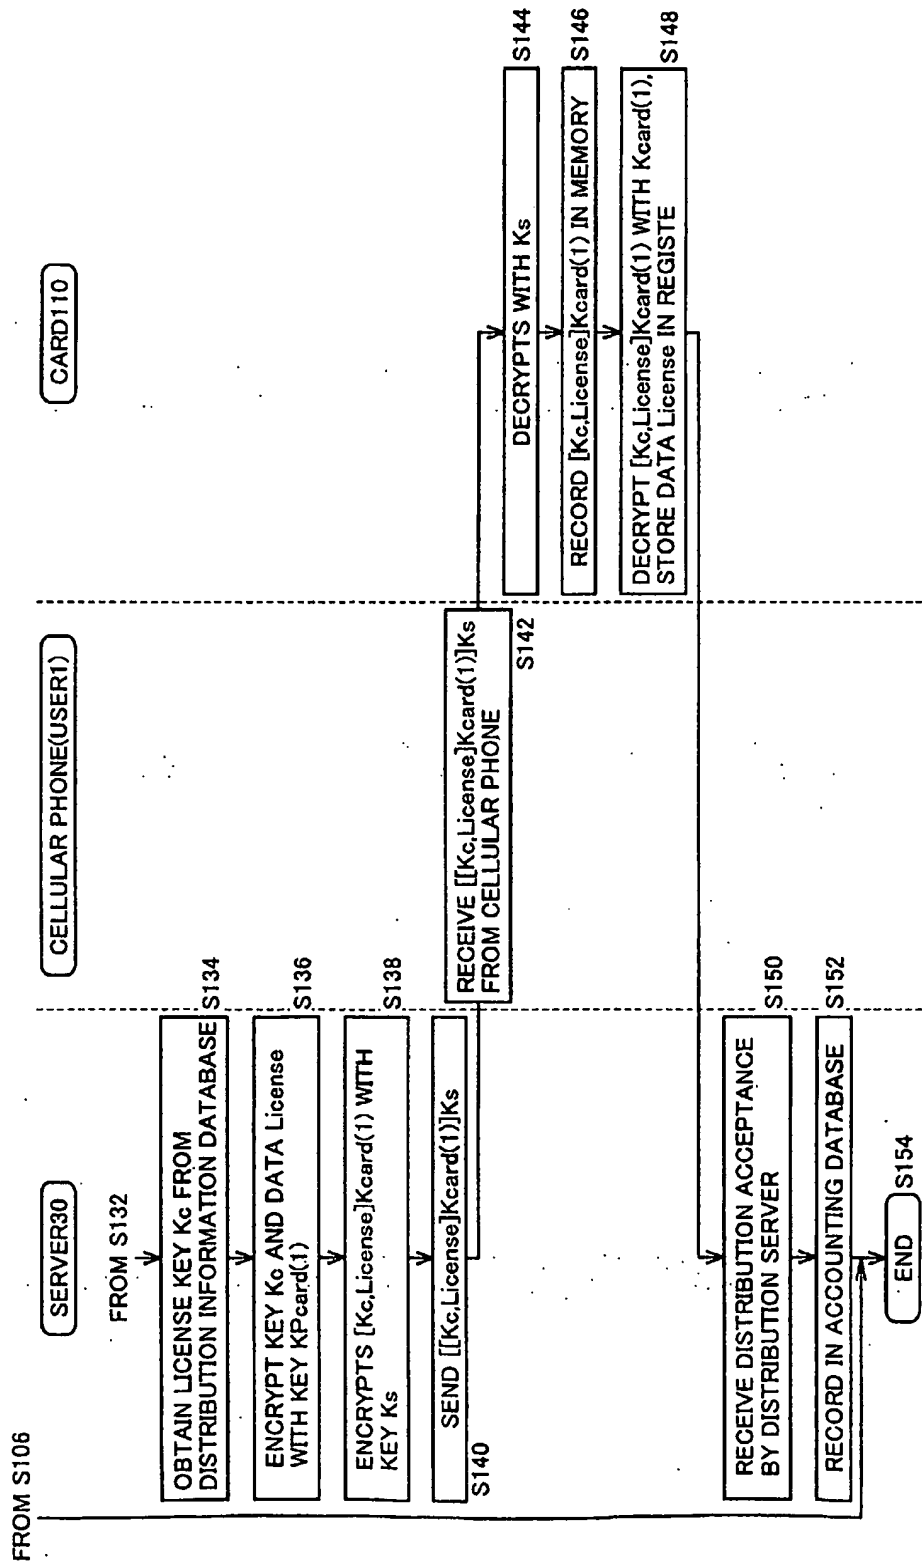 FROM S106
SERVER30
CELLULAR PHONE(USER1)
CARD110
FROM S132
OBTAIN LICENSE KEY Kc FROM
DISTRIBUTION INFORMATION DATABASE
S134
ENCRYPT KEY Kc AND DATA License
WITH KEY KPcard(1)
S136
ENCRYPTS [Kc,License]Kcard(1) WITH
KEY Ks
S138
SEND [[Kc,License]Kcard(1)]Ks
S140
RECEIVE [[Kc,License]Kcard(1)]Ks
FROM CELLULAR PHONE
S142
DECRYPTS WITH Ks
S144
RECORD [Kc,License]Kcard(1) IN MEMORY
S146
DECRYPT [Kc,License]Kcard(1) WITH Kcard(1),
STORE DATA License IN REGISTE
S148
RECEIVE DISTRIBUTION ACCEPTANCE
BY DISTRIBUTION SERVER
S150
RECORD IN ACCOUNTING DATABASE
S152
END
S154